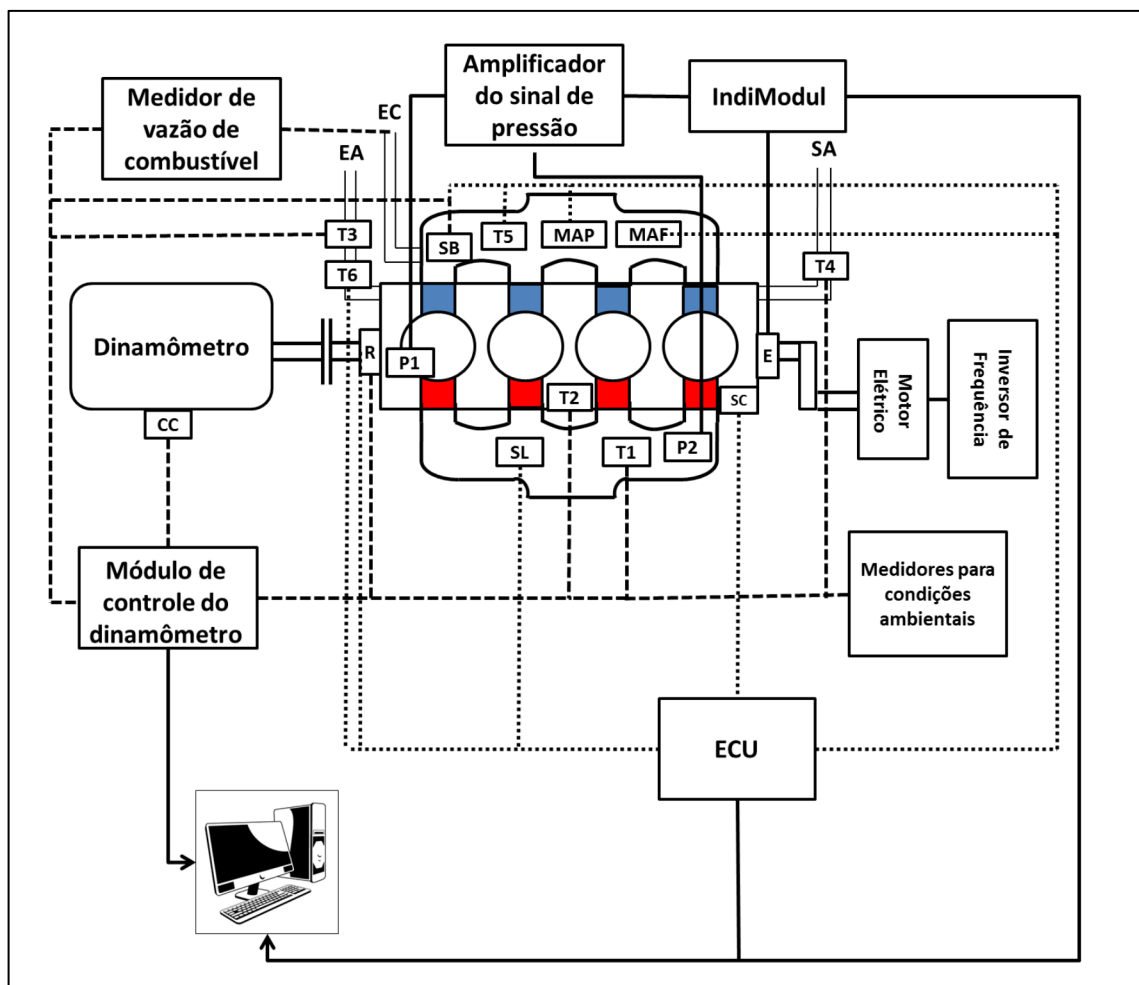 Amplificador
do sinal de
pressão
IndiModul
Medidor de
vazão de
combustível
EC
EA
SA
T3
SB
T5
MAP
MAF
T6
T4
Dinamômetro
R
P1
E
T2
SC
Motor
Elétrico
Inversor de
Frequência
CC
SL
T1
P2
Módulo de
controle do
dinamômetro
Medidores para
condições
ambientais
ECU